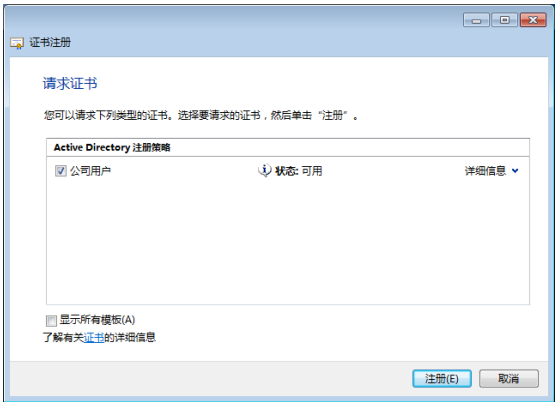 证书注册
请求证书
您可以请求下列类型的证书。选择要请求的证书，然后单击“注册”。
Active Directory 注册策略
公司用户 状态: 可用 详细信息
显示所有模板(A)
了解有关证书的详细信息
注册(E) 取消